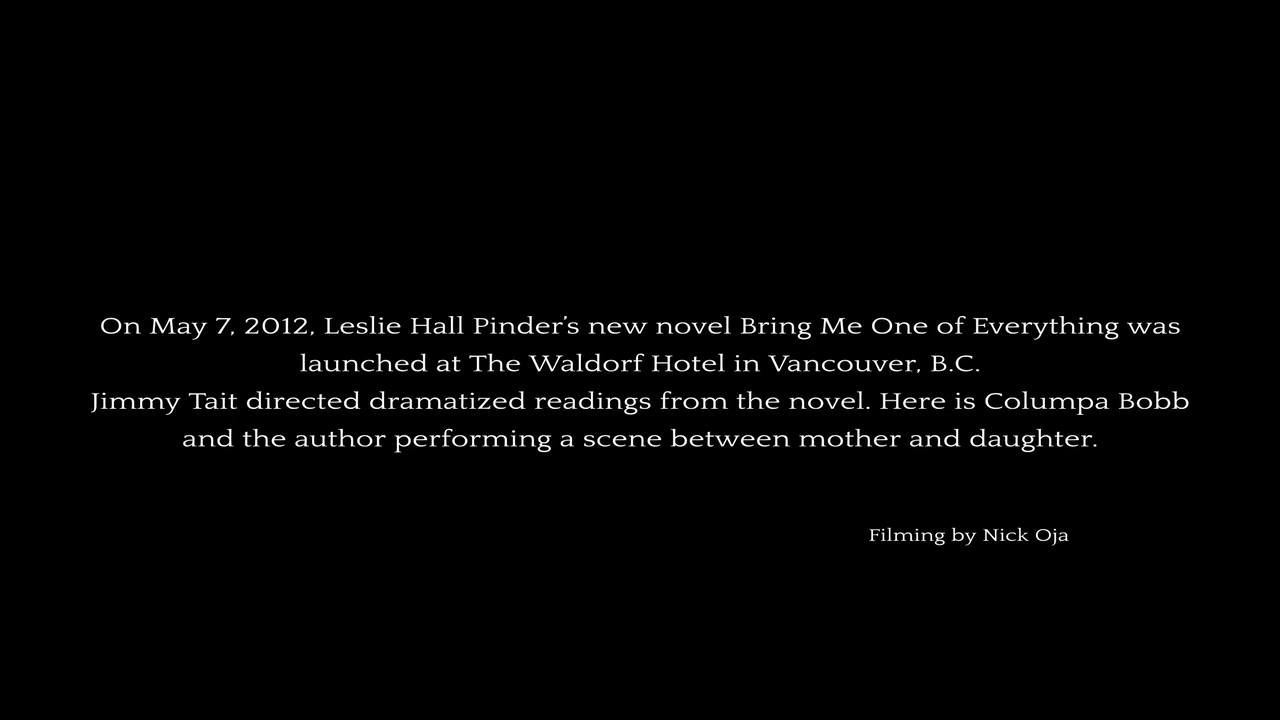 On May 7, 2012, Leslie Hall Pinder’s new novel Bring Me One of Everything was
launched at The Waldorf Hotel in Vancouver, B.C.
Jimmy Tait directed dramatized readings from the novel. Here is Columpa Bobb
and the author performing a scene between mother and daughter.
Filming by Nick Oja